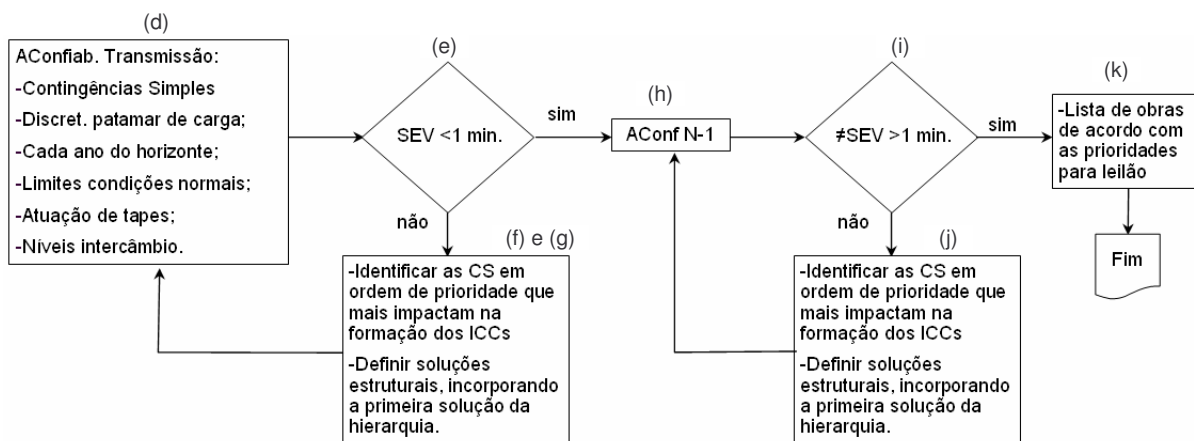 (d)
AConfiab. Transmissão:
-Contingências Simples
-Discret. patamar de carga;
-Cada ano do horizonte;
-Limites condições normais;
-Atuação de tapes;
-Níveis intercâmbio.
(e)
SEV <1 min.
sim
não
(f) e (g)
-Identificar as CS em
ordem de prioridade que
mais impactam na
formação dos ICCs
-Definir soluções
estruturais, incorporando
a primeira solução da
hierarquia.
(h)
AConf N-1
(i)
≠SEV >1 min.
sim
não
(j)
-Identificar as CS em
ordem de prioridade que
mais impactam na
formação dos ICCs
-Definir soluções
estruturais, incorporando
a primeira solução da
hierarquia.
(k)
-Lista de obras
de acordo com
as prioridades
para leilão
Fim